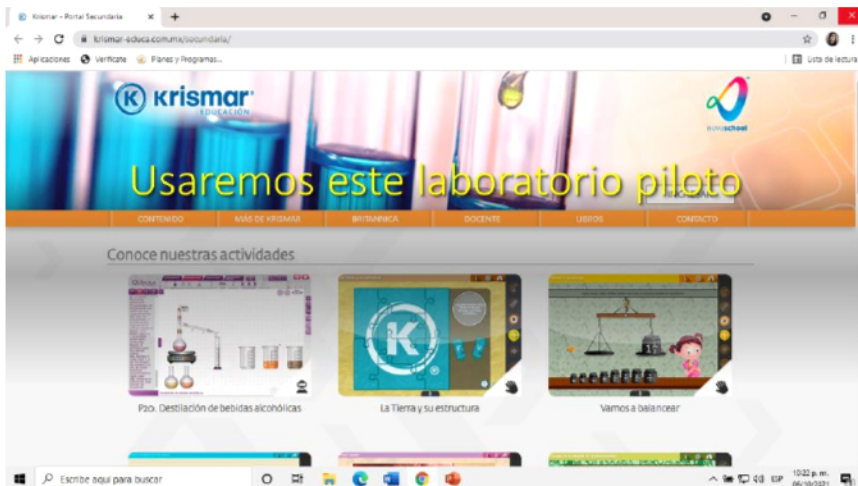 Krismar - Portal Secundaria
krismar-educa.com.mx/secundaria/
Aplicaciones Verificate Planes y Programas...
Lista de lectura
K Krismar
EDUCACIÓN
novaschool
Usaremos este laboratorio piloto
CONTENIDO MÁS DE KRISMAR BRITANNICA DOCENTE LIBROS CONTACTO
Conoce nuestras actividades
P20. Destilación de bebidas alcohólicas
La Tierra y su estructura
Vamos a balancear
Escribe aquí para buscar
ESP
10:22 p. m.